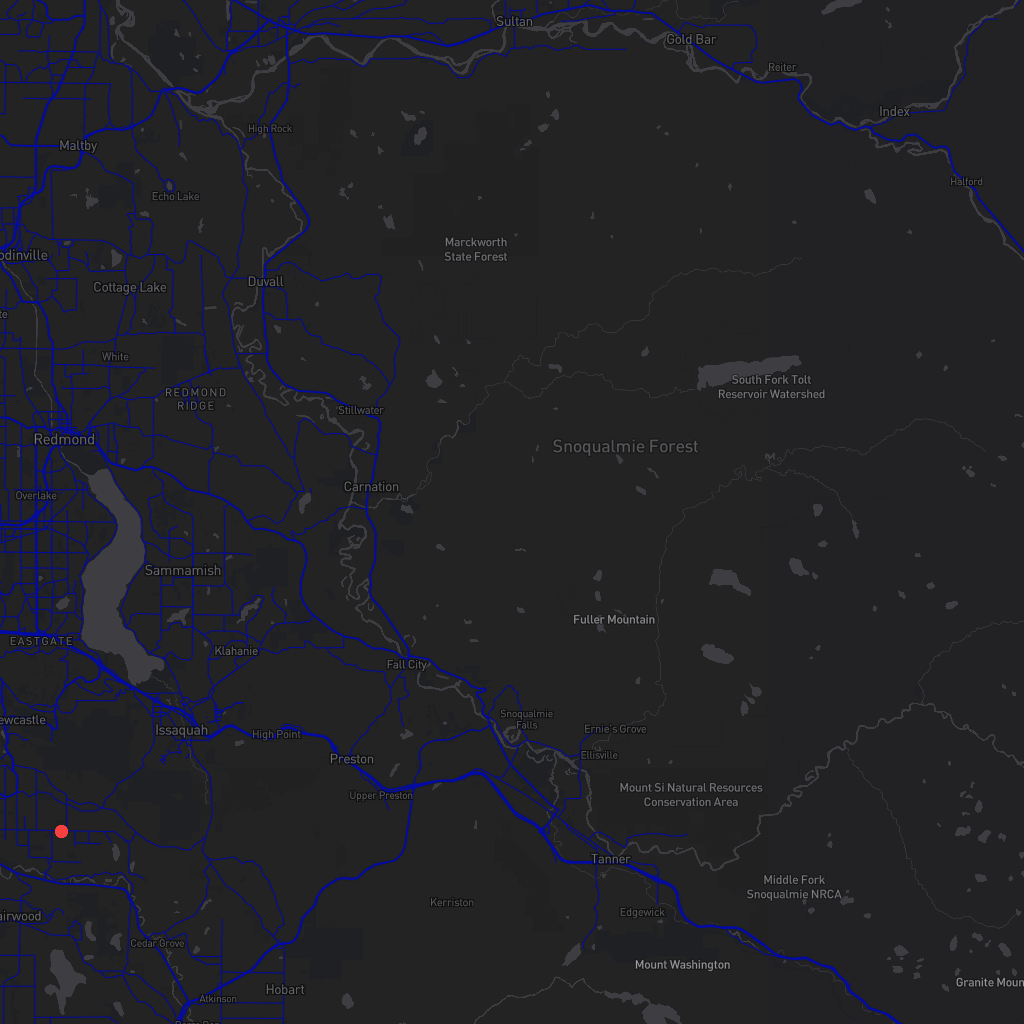 Sultan
Gold Bar
Reiter
Index
High Rock
Maltby
Halford
Echo Lake
Marckworth
State Forest
odinville
Duvall
Cottage Lake
te
White
South Fork Tolt
Reservoir Watershed
REDMOND
RIDGE
Stillwater
Redmond
Snoqualmie Forest
Carnation
Overlake
Sammamish
Fuller Mountain
EASTGATE
Klahanie
Fall City
ewcastle
Snoqualmie
Falls
Issaquah
High Point
Ernie's Grove
Ellisville
Preston
Mount Si Natural Resources
Conservation Area
Upper Preston
Tanner
Middle Fork
Snoqualmie NRCA
Kerriston
Edgewick
airwood
Cedar Grove
Mount Washington
Granite Moun
Hobart
Atkinson